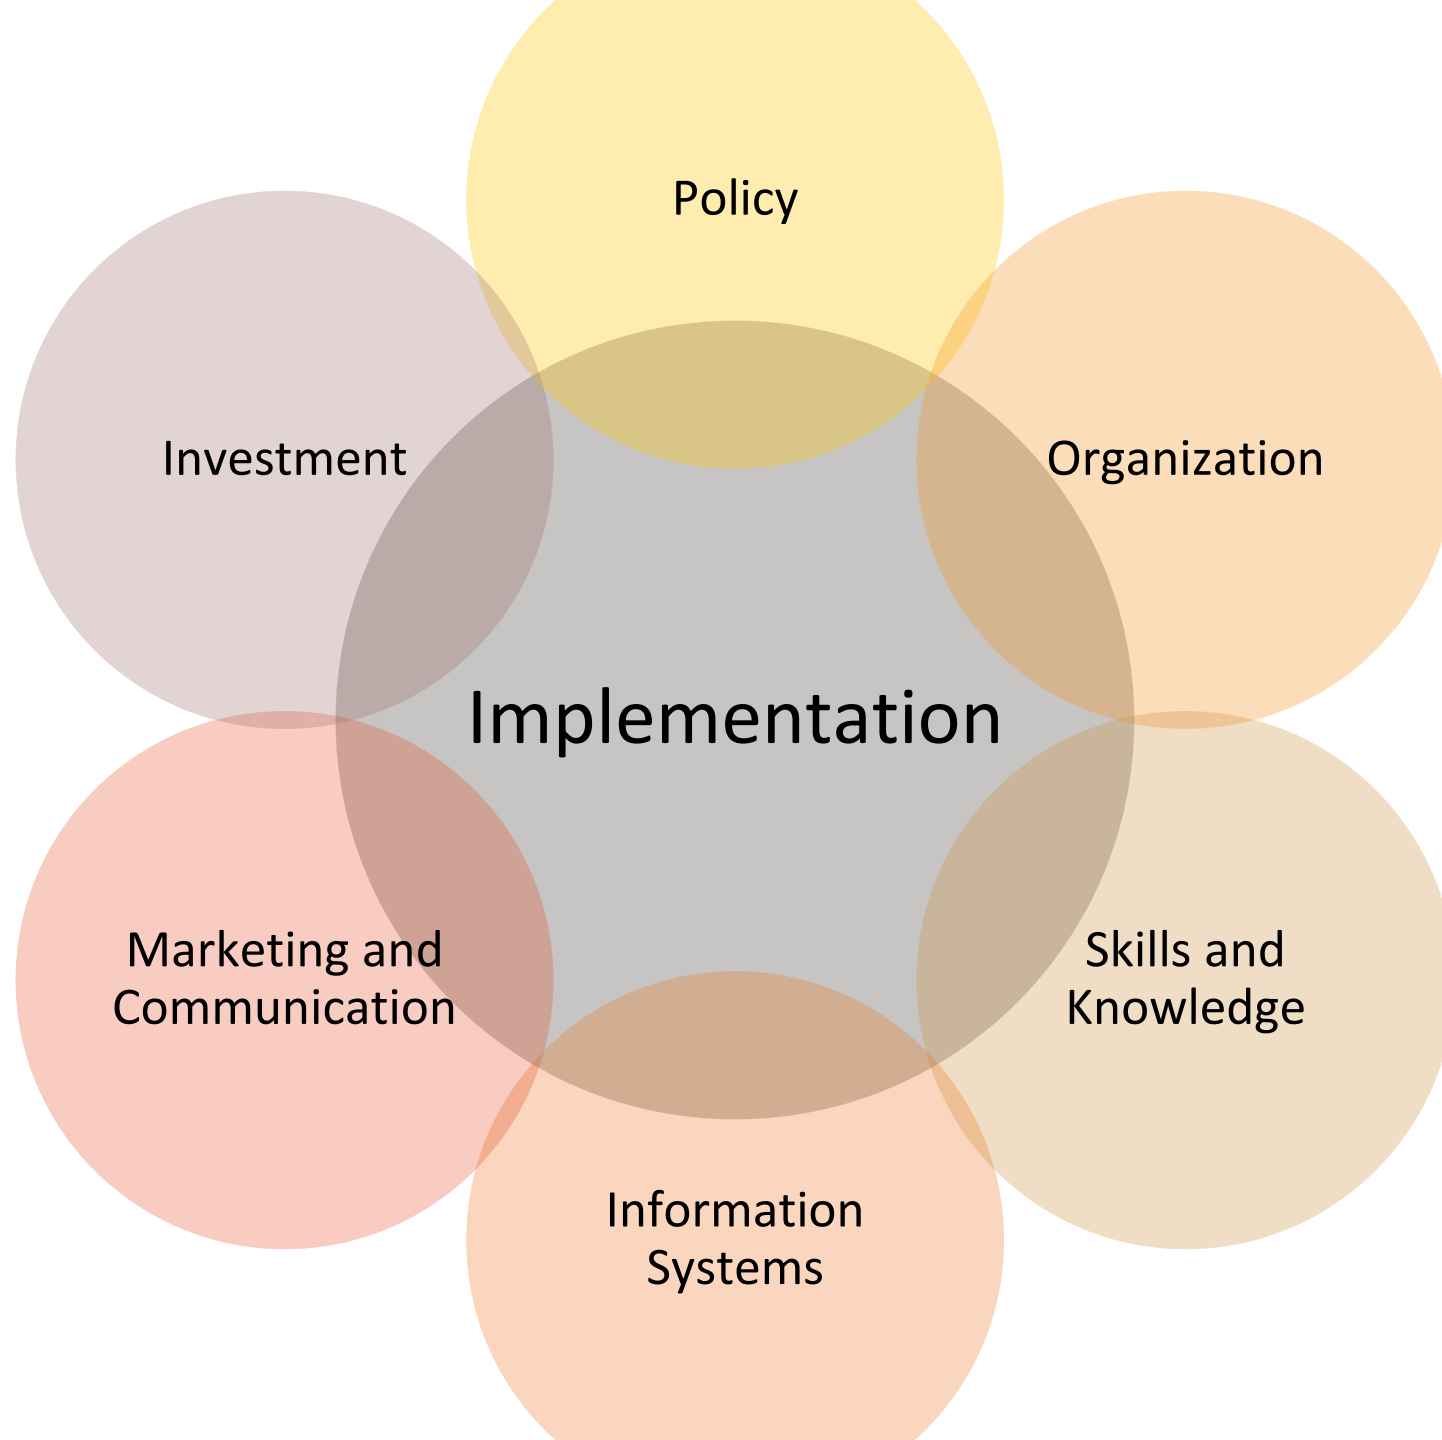 Policy
Investment
Organization
Implementation
Marketing and
Communication
Skills and
Knowledge
Information
Systems